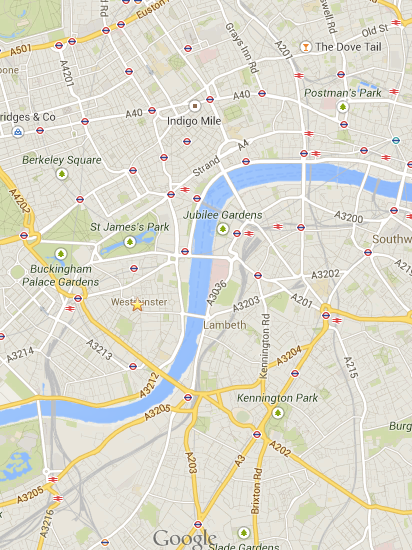 Euston Rd
A501
A4201
Grays Inn Rd
A201
Old St
The Dove Tail
A40
A40
Postman's Park
ridges & Co
Indigo Mile
A4
Strand
Berkeley Square
A4202
Jubilee Gardens
A3200
St James's Park
Southw
A215
Buckingham
Palace Gardens
A3202
Westminster
A3036
A3203
A201
Lambeth
A3213
A3214
Kennington Rd
A3204
A215
A3212
A3205
Kennington Park
Burg
A202
A203
A3
Brixton Rd
A3205
A3216
Google
Slade Gardens